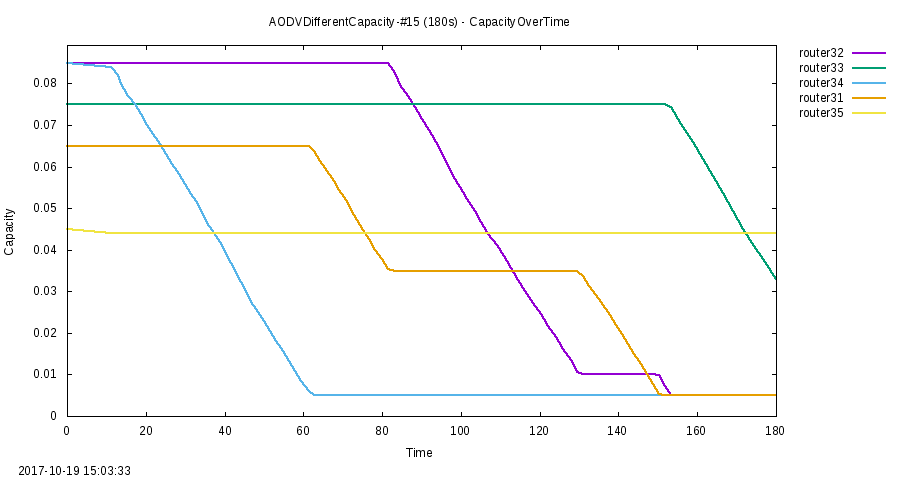 AODVDifferentCapacity-#15 (180s) - CapacityOverTime
router32
router33
router34
router31
router35
0.08
0.07
0.06
0.05
0.04
0.03
0.02
0.01
0
Capacity
0 20 40 60 80 100 120 140 160 180
Time
2017-10-19 15:03:33